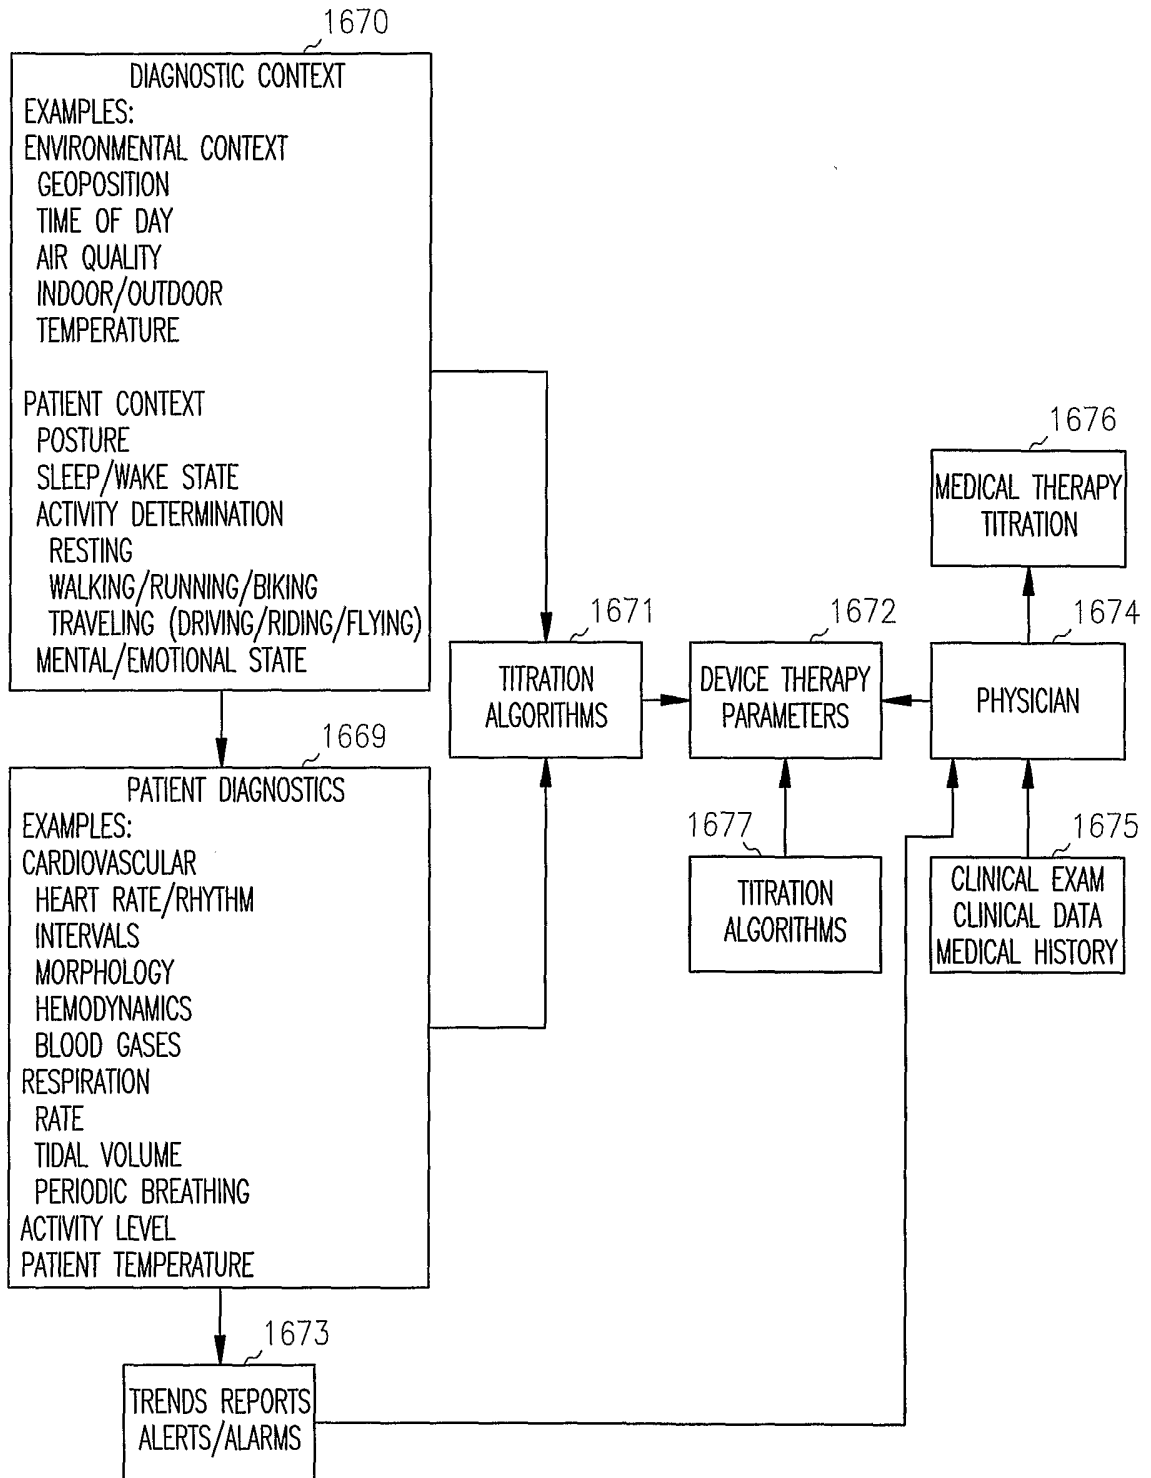 1670
DIAGNOSTIC CONTEXT
EXAMPLES:
ENVIRONMENTAL CONTEXT
GEOPOSITION
TIME OF DAY
AIR QUALITY
INDOOR/OUTDOOR
TEMPERATURE
PATIENT CONTEXT
POSTURE
SLEEP/WAKE STATE
ACTIVITY DETERMINATION
RESTING
WALKING/RUNNING/BIKING
TRAVELING (DRIVING/RIDING/FLYING)
MENTAL/EMOTIONAL STATE
1669
PATIENT DIAGNOSTICS
EXAMPLES:
CARDIOVASCULAR
HEART RATE/RHYTHM
INTERVALS
MORPHOLOGY
HEMODYNAMICS
BLOOD GASES
RESPIRATION
RATE
TIDAL VOLUME
PERIODIC BREATHING
ACTIVITY LEVEL
PATIENT TEMPERATURE
1673
TRENDS REPORTS
ALERTS/ALARMS
1671
TITRATION
ALGORITHMS
1672
DEVICE THERAPY
PARAMETERS
1677
TITRATION
ALGORITHMS
1676
MEDICAL THERAPY
TITRATION
1674
PHYSICIAN
1675
CLINICAL EXAM
CLINICAL DATA
MEDICAL HISTORY